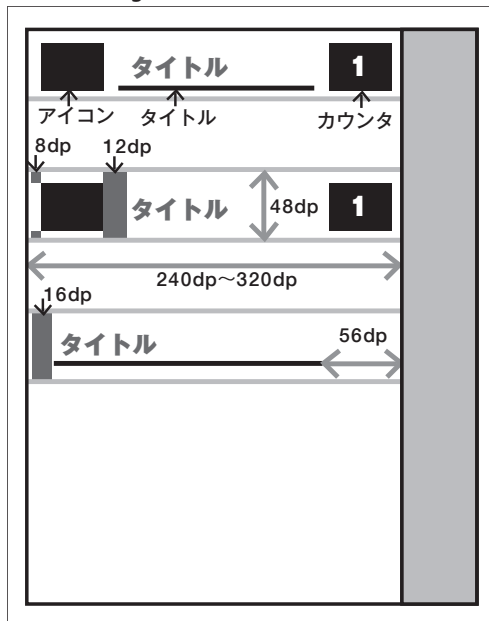 タイトル 1
アイコン タイトル カウンタ
8dp 12dp
タイトル 48dp 1
240dp〜320dp
16dp
タイトル 56dp